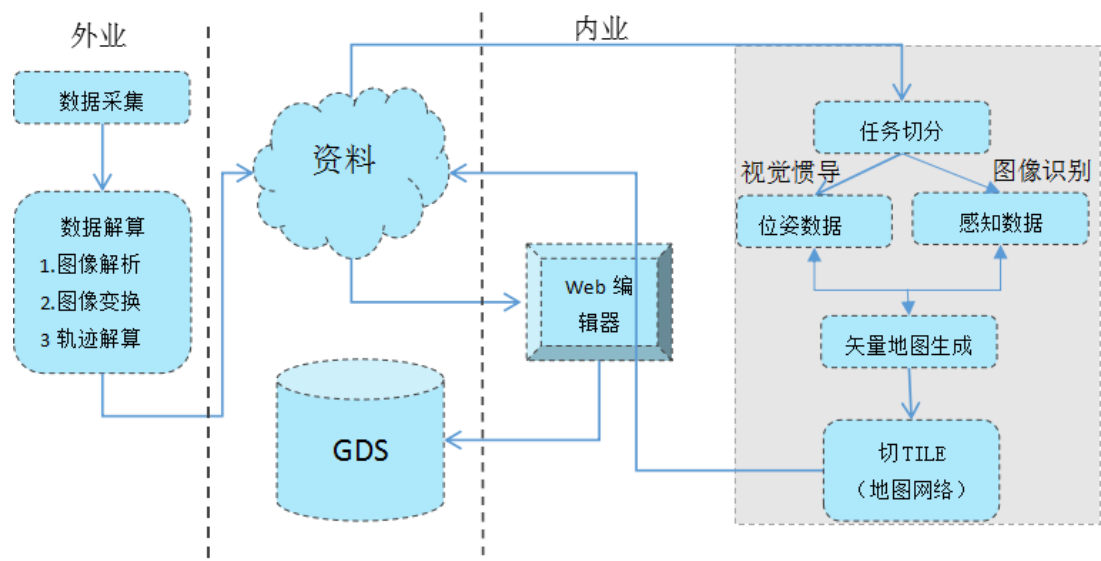 外业
内业
数据采集
数据解算
1.图像解析
2.图像变换
3 轨迹解算
资料
GDS
Web 编
辑器
任务切分
视觉惯导
图像识别
位姿数据
感知数据
矢量地图生成
切TILE
（地图网络）